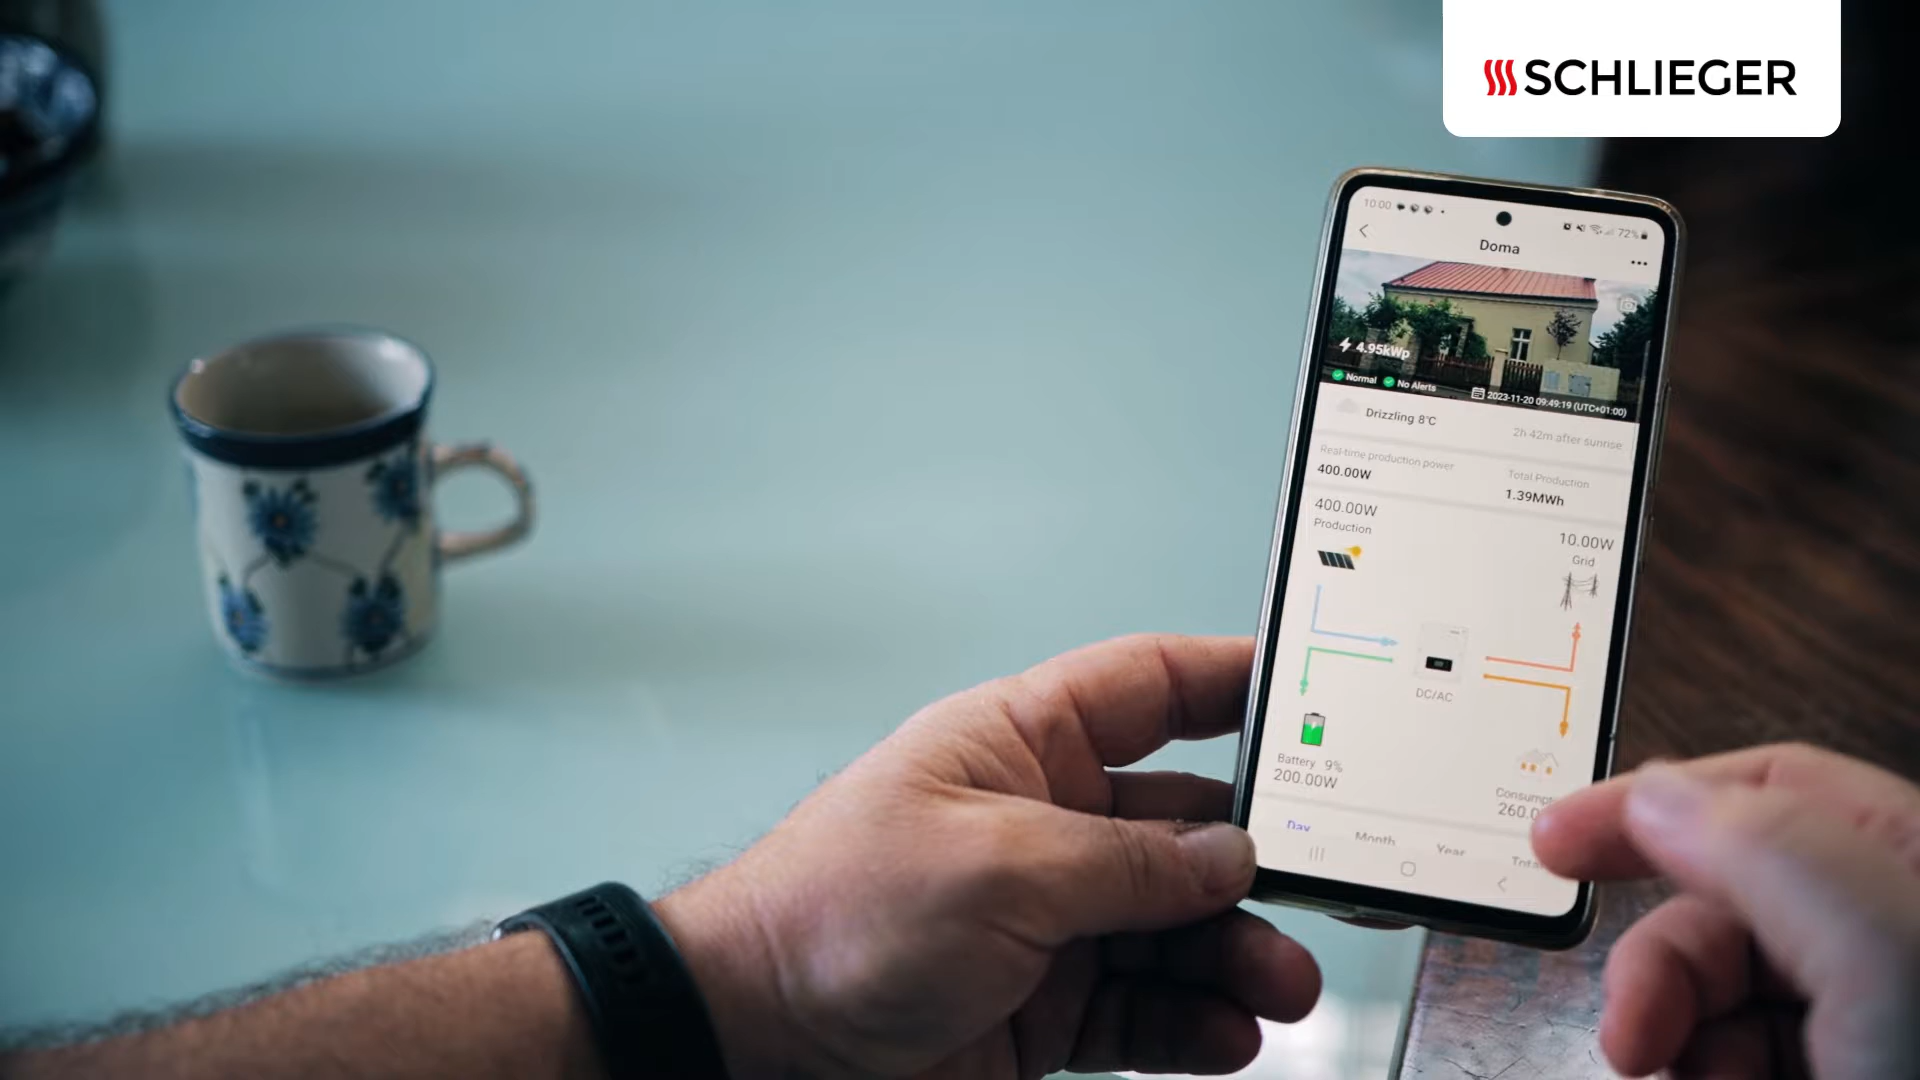 SCHLIEGER
10:00
72%
Doma
4.95kWp
Normal No Alerts
2023-11-20 09:49:19 (UTC+01:00)
Drizzling 8℃
2h 42m after sunrise
Real-time production power
400.00W
Total Production
1.39MWh
400.00W
Production
10.00W
Grid
DC/AC
Battery 9%
200.00W
Day Month Year